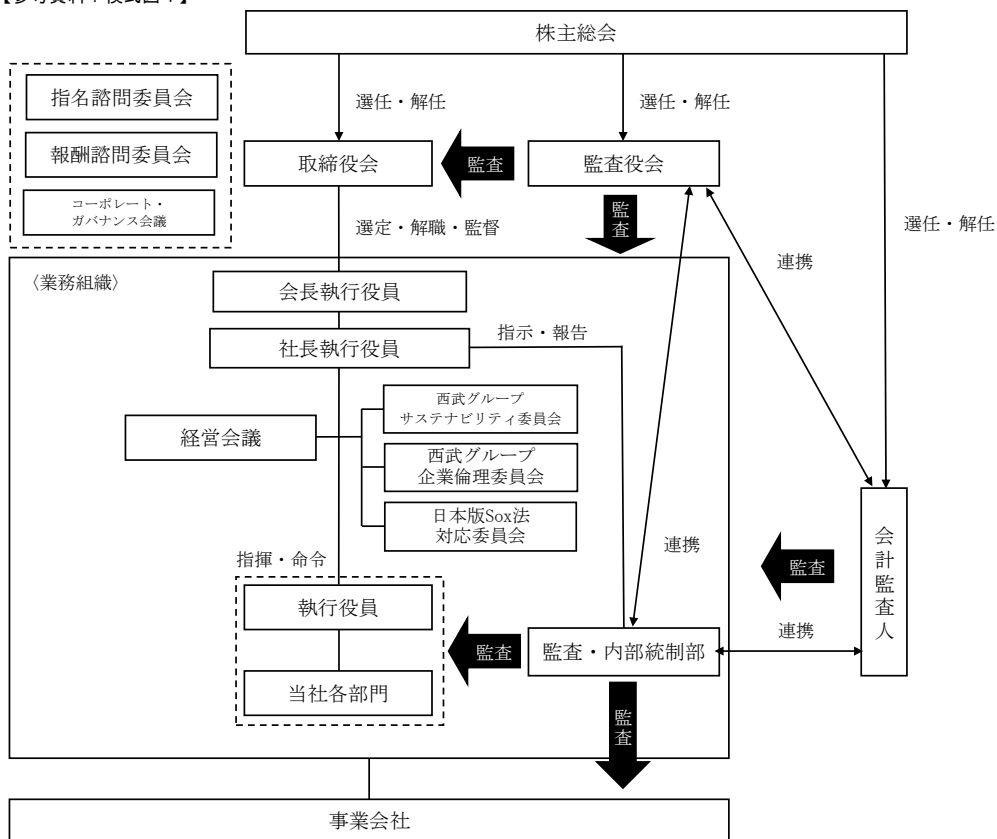 【参考資料：模式図：】
株主総会
指名諮問委員会
報酬諮問委員会
コーポレート・
ガバナンス会議
選任・解任
選任・解任
選任・解任
取締役会
監査
監査役会
監査
選定・解職・監督
連携
〈業務組織〉
会長執行役員
社長執行役員
指示・報告
経営会議
西武グループ
サステナビリティ委員会
西武グループ
企業倫理委員会
日本版Sox法
対応委員会
連携
会計監査人
監査
指揮・命令
執行役員
当社各部門
監査
監査・内部統制部
連携
監査
事業会社